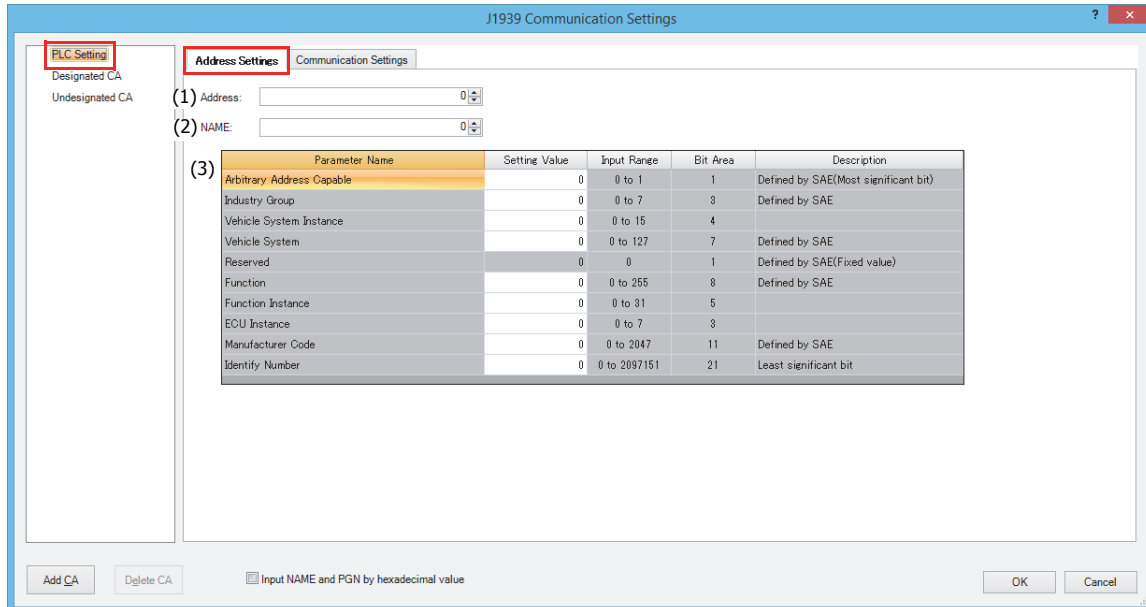 J1939 Communication Settings
? ×
PLC Setting
Designated CA
Undesignated CA
Address Settings Communication Settings
(1) Address: 0
(2) NAME: 0
(3)
Parameter Name Setting Value Input Range Bit Area Description
Arbitrary Address Capable 0 0 to 1 1 Defined by SAE(Most significant bit)
Industry Group 0 0 to 7 3 Defined by SAE
Vehicle System Instance 0 0 to 15 4
Vehicle System 0 0 to 127 7 Defined by SAE
Reserved 0 0 1 Defined by SAE(Fixed value)
Function 0 0 to 255 8 Defined by SAE
Function Instance 0 0 to 31 5
ECU Instance 0 0 to 7 3
Manufacturer Code 0 0 to 2047 11 Defined by SAE
Identify Number 0 0 to 2097151 21 Least significant bit
Add CA Delete CA Input NAME and PGN by hexadecimal value OK Cancel